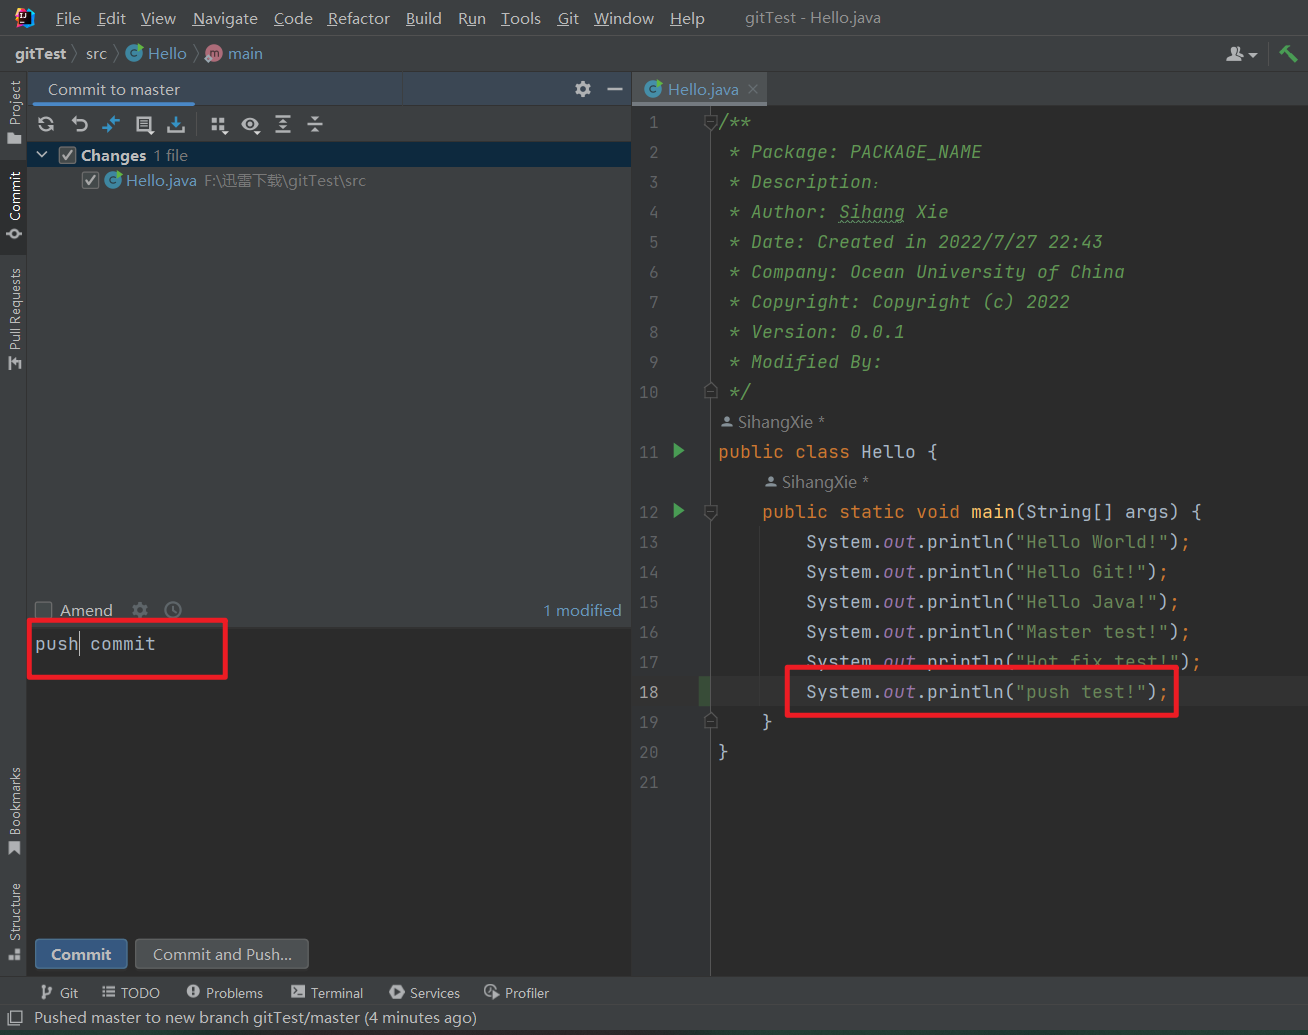 File Edit View Navigate Code Refactor Build Run Tools Git Window Help gitTest - Hello.java
gitTest src Hello main
Project
Commit
Pull Requests
Bookmarks
Structure
Commit to master
Changes 1 file
Hello.java F:\迅雷下载\gitTest\src
Amend 1 modified
push commit
Commit Commit and Push...
Hello.java
1 /**
2 * Package: PACKAGE_NAME
3 * Description：
4 * Author: Sihang Xie
5 * Date: Created in 2022/7/27 22:43
6 * Company: Ocean University of China
7 * Copyright: Copyright (c) 2022
8 * Version: 0.0.1
9 * Modified By:
10 */
SihangXie *
11 public class Hello {
SihangXie *
12 public static void main(String[] args) {
13 System.out.println("Hello World!");
14 System.out.println("Hello Git!");
15 System.out.println("Hello Java!");
16 System.out.println("Master test!");
17 System.out.println("Hot fix test!");
18 System.out.println("push test!");
19 }
20 }
21
Git TODO Problems Terminal Services Profiler
Pushed master to new branch gitTest/master (4 minutes ago)